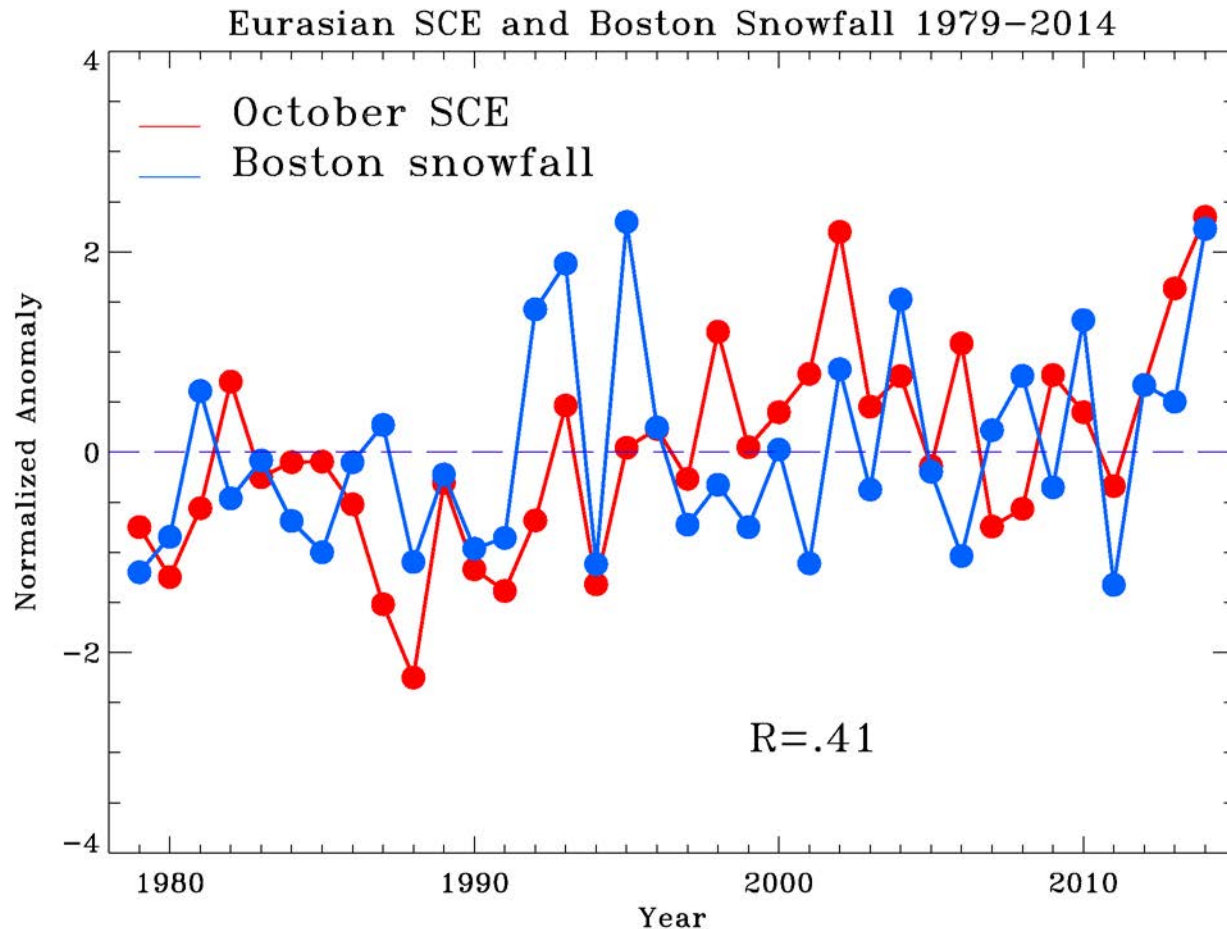 Eurasian SCE and Boston Snowfall 1979-2014
4
October SCE
Boston snowfall
2
Normalized Anomaly
0
-2
R=.41
-4
1980 1990 2000 2010
Year